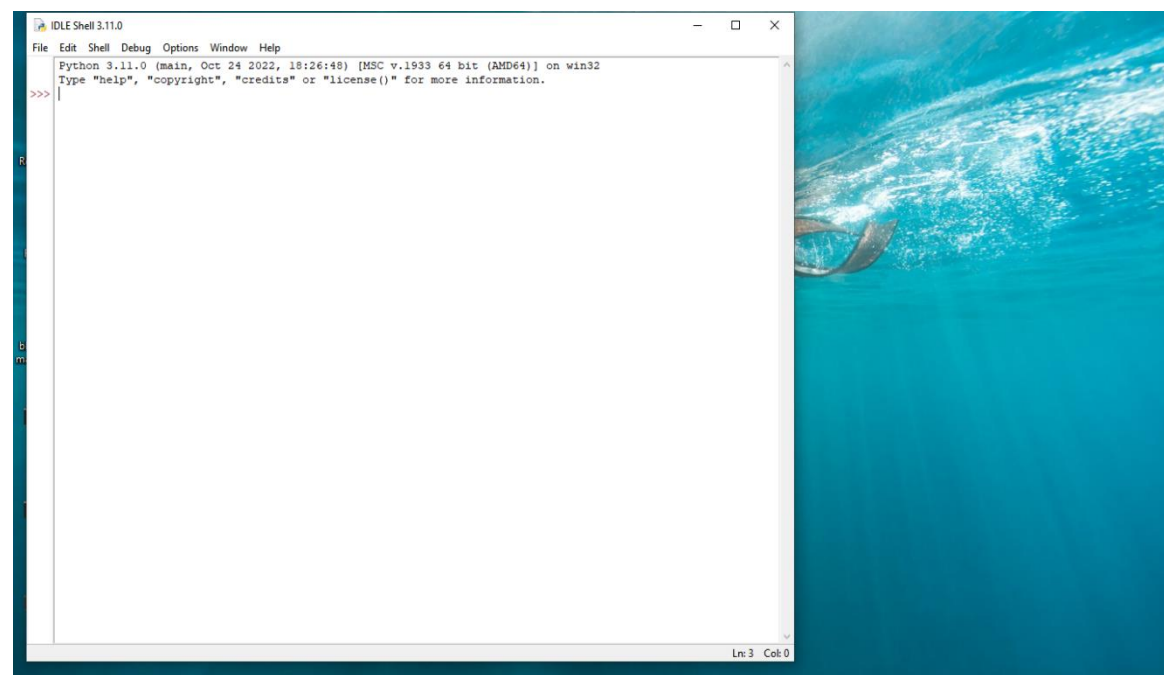 IDLE Shell 3.11.0
File Edit Shell Debug Options Window Help
Python 3.11.0 (main, Oct 24 2022, 18:26:48) [MSC v.1933 64 bit (AMD64)] on win32
Type "help", "copyright", "credits" or "license()" for more information.
>>>
Ln: 3 Col: 0